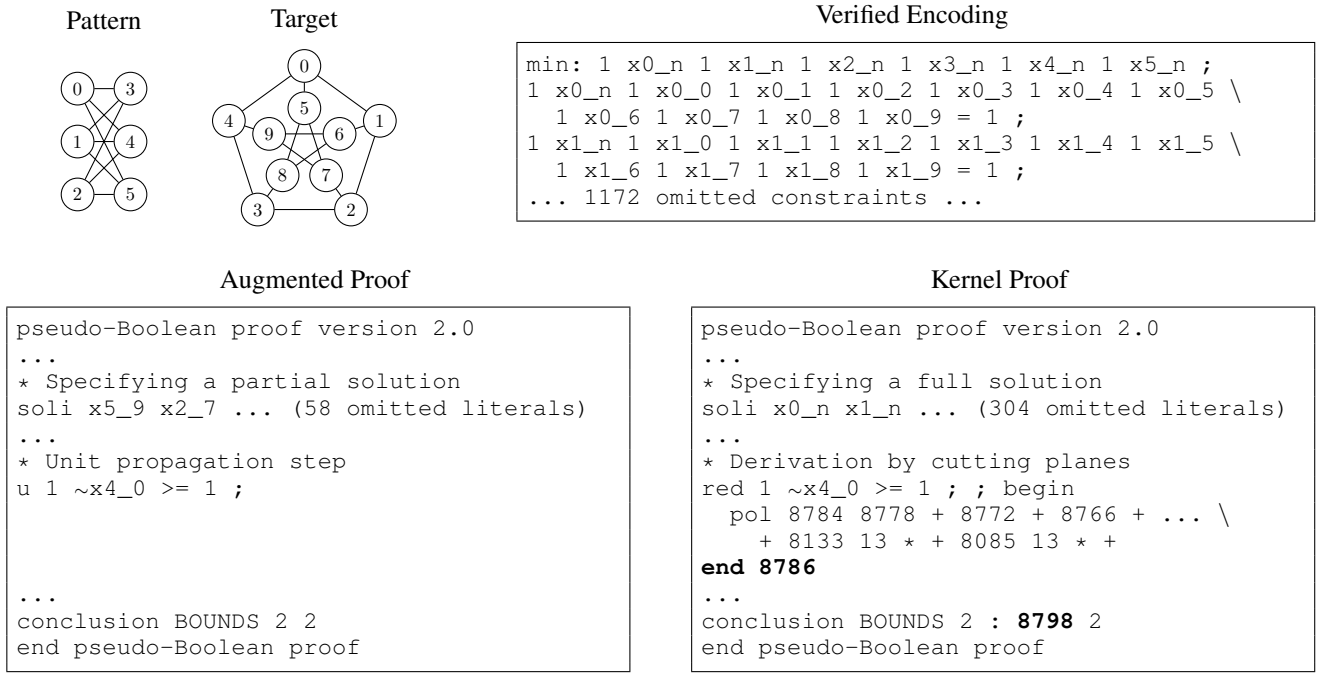 Pattern
Target
Verified Encoding
0
3
1
4
2
5
0
5
4
9
6
1
8
7
3
2
min: 1 x0_n 1 x1_n 1 x2_n 1 x3_n 1 x4_n 1 x5_n ;
1 x0_n 1 x0_0 1 x0_1 1 x0_2 1 x0_3 1 x0_4 1 x0_5 \
1 x0_6 1 x0_7 1 x0_8 1 x0_9 = 1 ;
1 x1_n 1 x1_0 1 x1_1 1 x1_2 1 x1_3 1 x1_4 1 x1_5 \
1 x1_6 1 x1_7 1 x1_8 1 x1_9 = 1 ;
... 1172 omitted constraints ...
Augmented Proof
pseudo-Boolean proof version 2.0
...
* Specifying a partial solution
soli x5_9 x2_7 ... (58 omitted literals)
...
* Unit propagation step
u 1 ~x4_0 >= 1 ;
...
conclusion BOUNDS 2 2
end pseudo-Boolean proof
Kernel Proof
pseudo-Boolean proof version 2.0
...
* Specifying a full solution
soli x0_n x1_n ... (304 omitted literals)
...
* Derivation by cutting planes
red 1 ~x4_0 >= 1 ; ; begin
pol 8784 8778 + 8772 + 8766 + ... \
+ 8133 13 * + 8085 13 * +
end 8786
...
conclusion BOUNDS 2 : 8798 2
end pseudo-Boolean proof